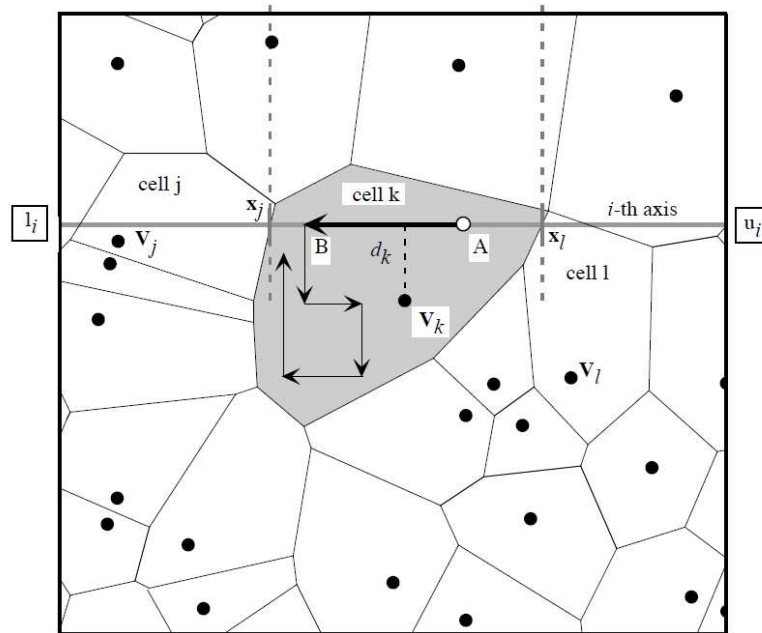 cell j
cell k
x_j
i-th axis
l_i
u_i
V_j
B
d_k
A
x_l
cell l
V_k
V_l